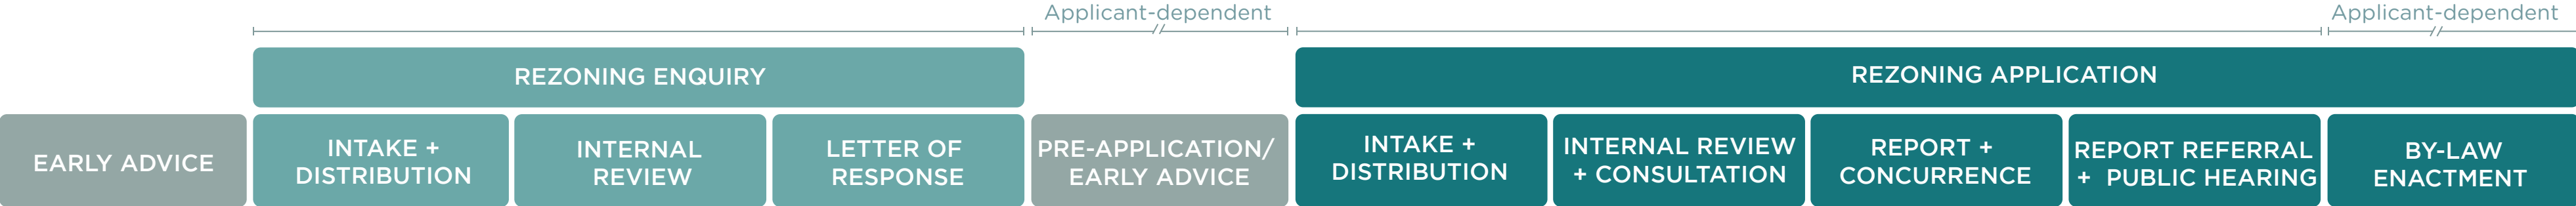 Applicant-dependent
Applicant-dependent
REZONING ENQUIRY
REZONING APPLICATION
EARLY ADVICE
INTAKE +
DISTRIBUTION
INTERNAL
REVIEW
LETTER OF
RESPONSE
PRE-APPLICATION/
EARLY ADVICE
INTAKE +
DISTRIBUTION
INTERNAL REVIEW
+ CONSULTATION
REPORT +
CONCURRENCE
REPORT REFERRAL
+ PUBLIC HEARING
BY-LAW
ENACTMENT